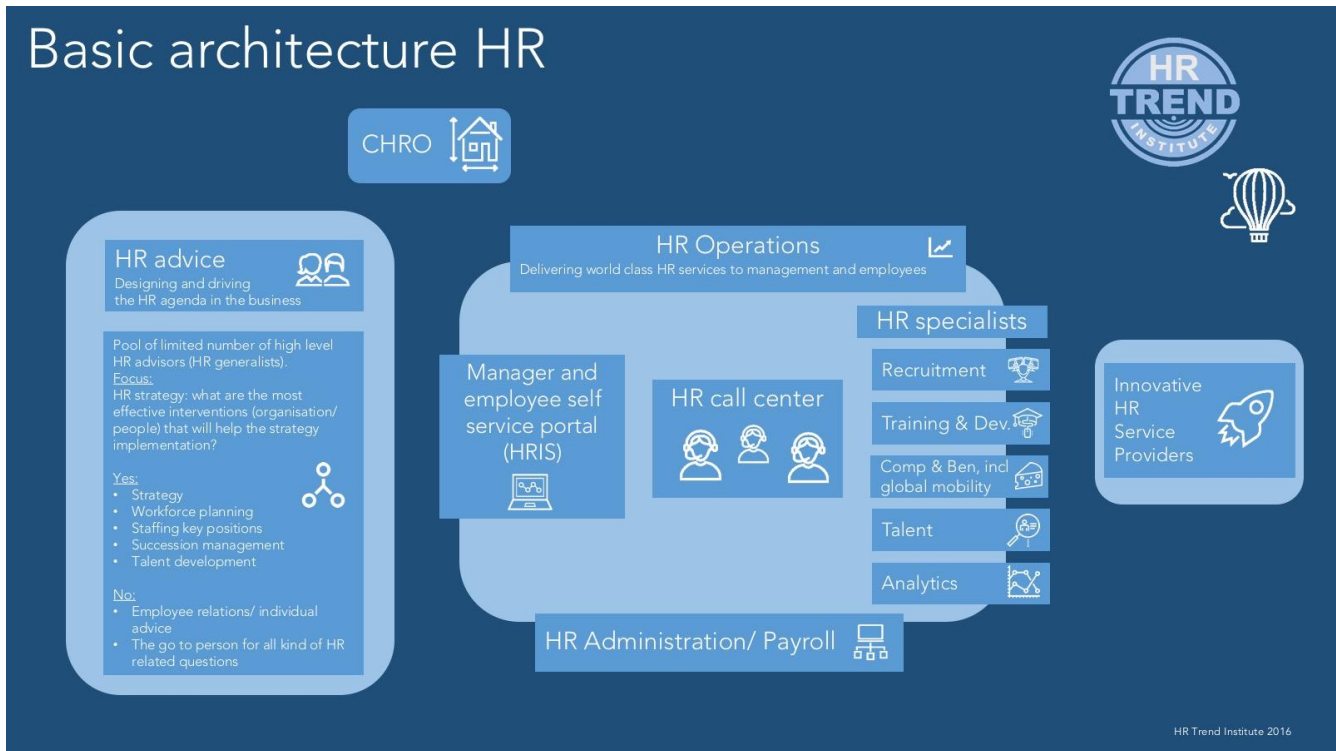 Basic architecture HR
HR
TREND
INSTITUTE
CHRO
HR advice
Designing and driving
the HR agenda in the business
Pool of limited number of high level
HR advisors (HR generalists).
Focus:
HR strategy: what are the most
effective interventions (organisation/
people) that will help the strategy
implementation?
Yes:
• Strategy
• Workforce planning
• Staffing key positions
• Succession management
• Talent development
No:
• Employee relations/ individual
advice
• The go to person for all kind of HR
related questions
HR Operations
Delivering world class HR services to management and employees
Manager and
employee self
service portal
(HRIS)
HR call center
HR specialists
Recruitment
Training & Dev.
Comp & Ben, incl
global mobility
Talent
Analytics
HR Administration/ Payroll
Innovative
HR
Service
Providers
HR Trend Institute 2016